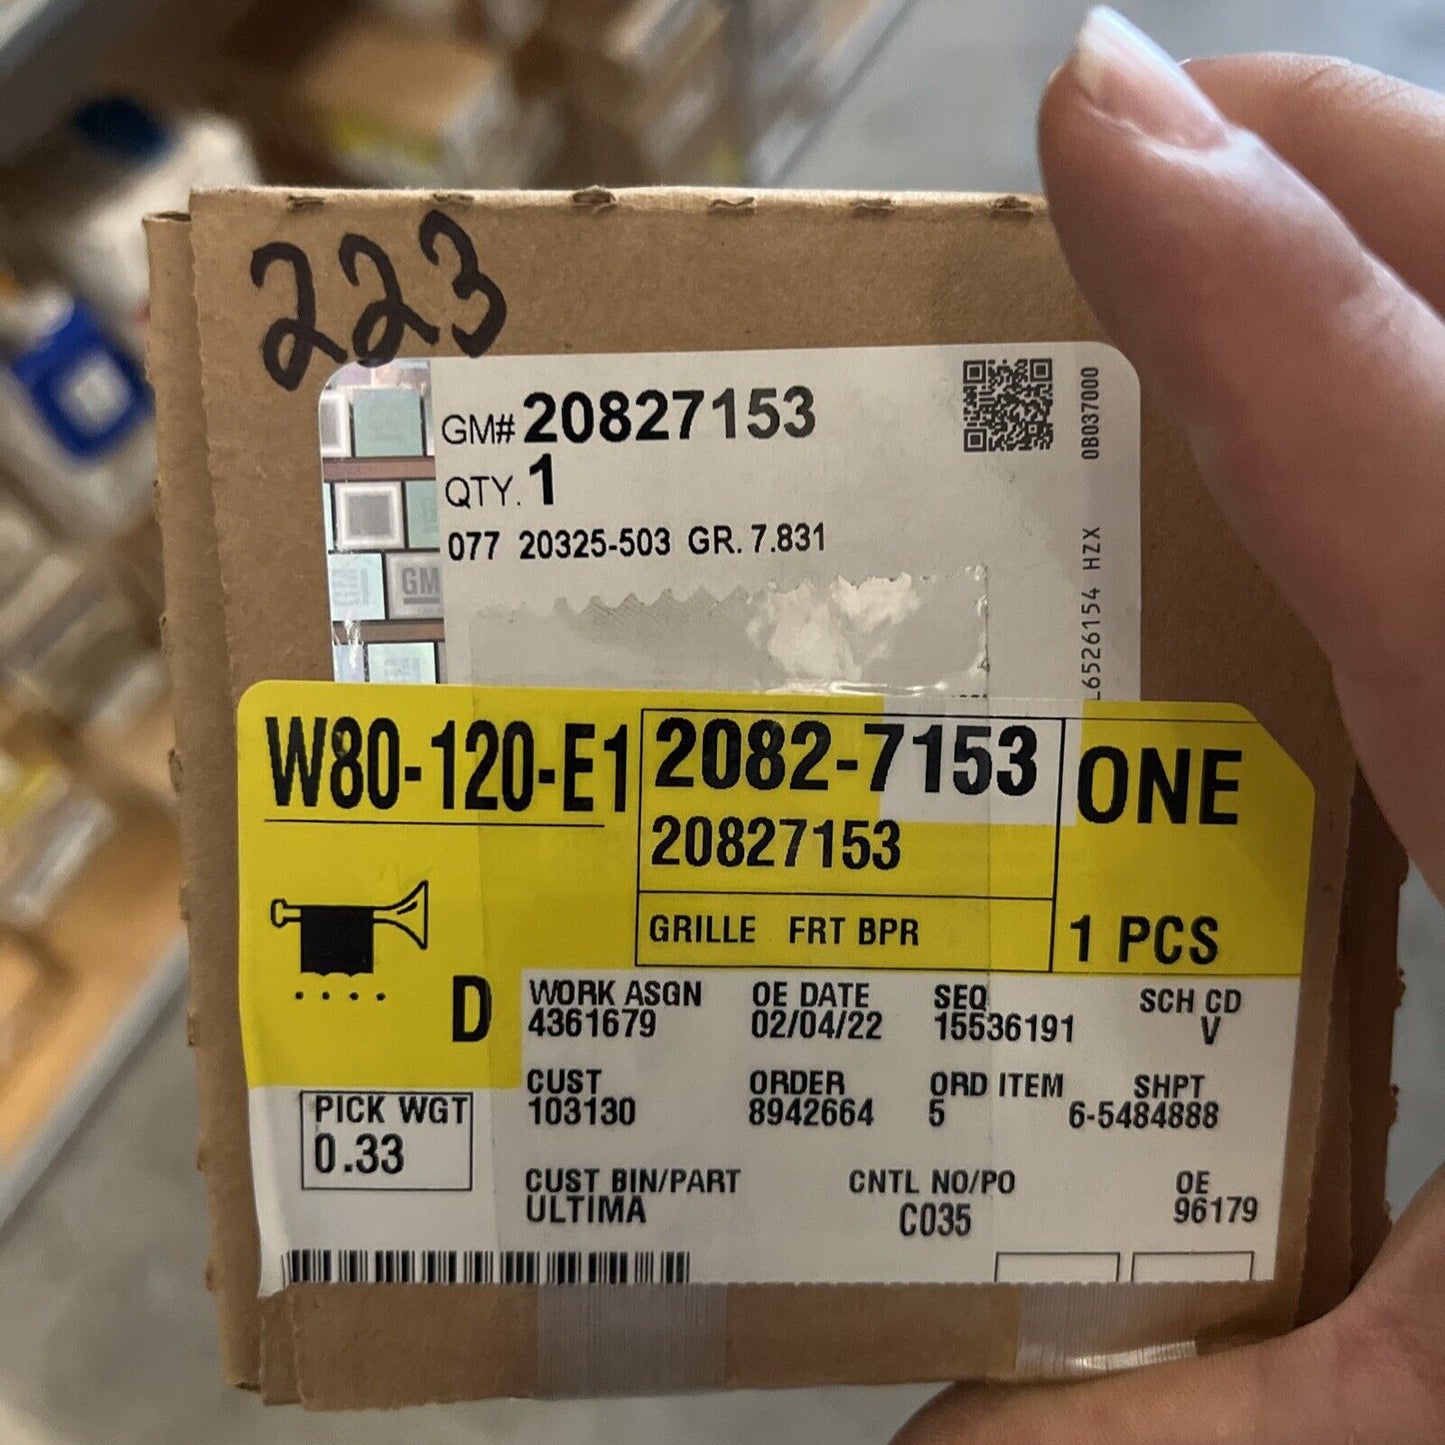 223
GM# 20827153
QTY. 1
077 20325-503 GR. 7.831
0B037000
L6526154 HZX
GM
W80-120-E1
2082-7153
20827153
ONE
GRILLE FRT BPR
1 PCS
D
WORK ASGN OE DATE SEQ SCH CD
4361679 02/04/22 15536191 V
CUST ORDER ORD ITEM SHPT
103130 8942664 5 6-5484888
PICK WGT
0.33
CUST BIN/PART CNTL NO/PO OE
ULTIMA C035 96179